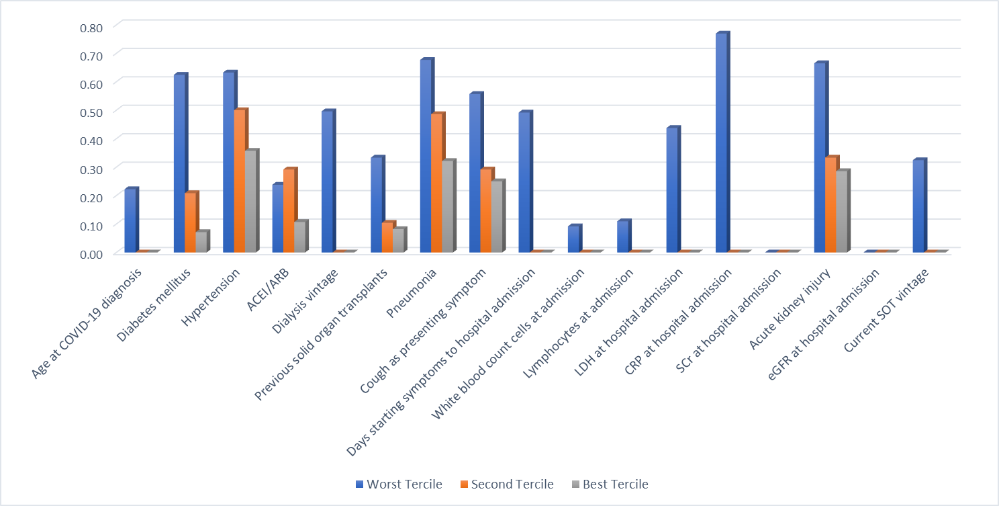 0.80
0.70
0.60
0.50
0.40
0.30
0.20
0.10
0.00
Age at COVID-19 diagnosis
Diabetes mellitus
Hypertension
ACEI/ARB
Dialysis vintage
Previous solid organ transplants
Pneumonia
Cough as presenting symptom
Days starting symptoms to hospital admission
White blood count cells at admission
Lymphocytes at admission
LDH at hospital admission
CRP at hospital admission
SCr at hospital admission
Acute kidney injury
eGFR at hospital admission
Current SOT vintage
Worst Tercile Second Tercile Best Tercile